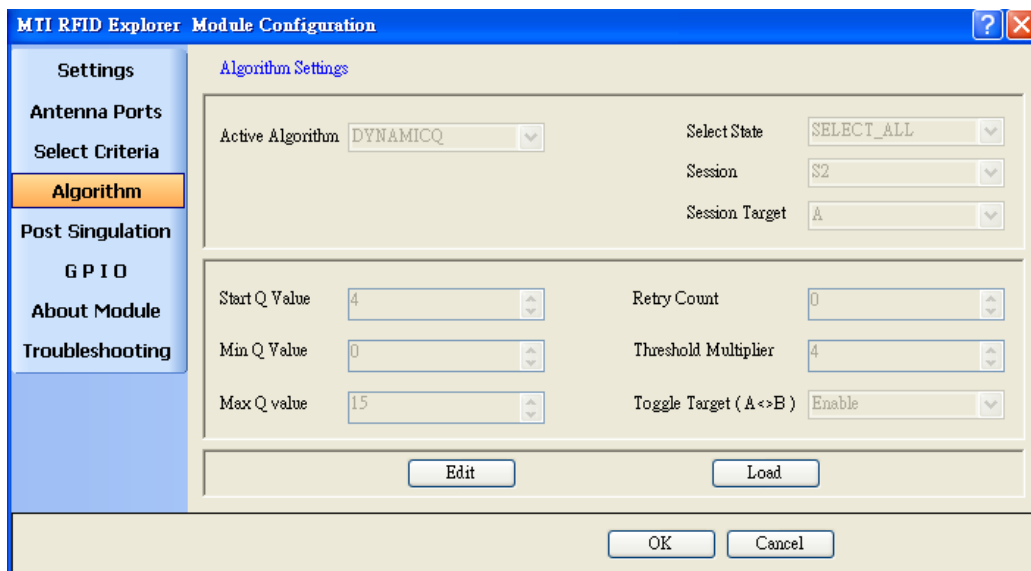 MTI RFID Explorer Module Configuration
Settings
Antenna Ports
Select Criteria
Algorithm
Post Singulation
G P I O
About Module
Troubleshooting
Algorithm Settings
Active Algorithm DYNAMICQ
Select State SELECT_ALL
Session S2
Session Target A
Start Q Value 4
Retry Count 0
Min Q Value 0
Threshold Multiplier 4
Max Q value 15
Toggle Target ( A<>B ) Enable
Edit Load
OK Cancel